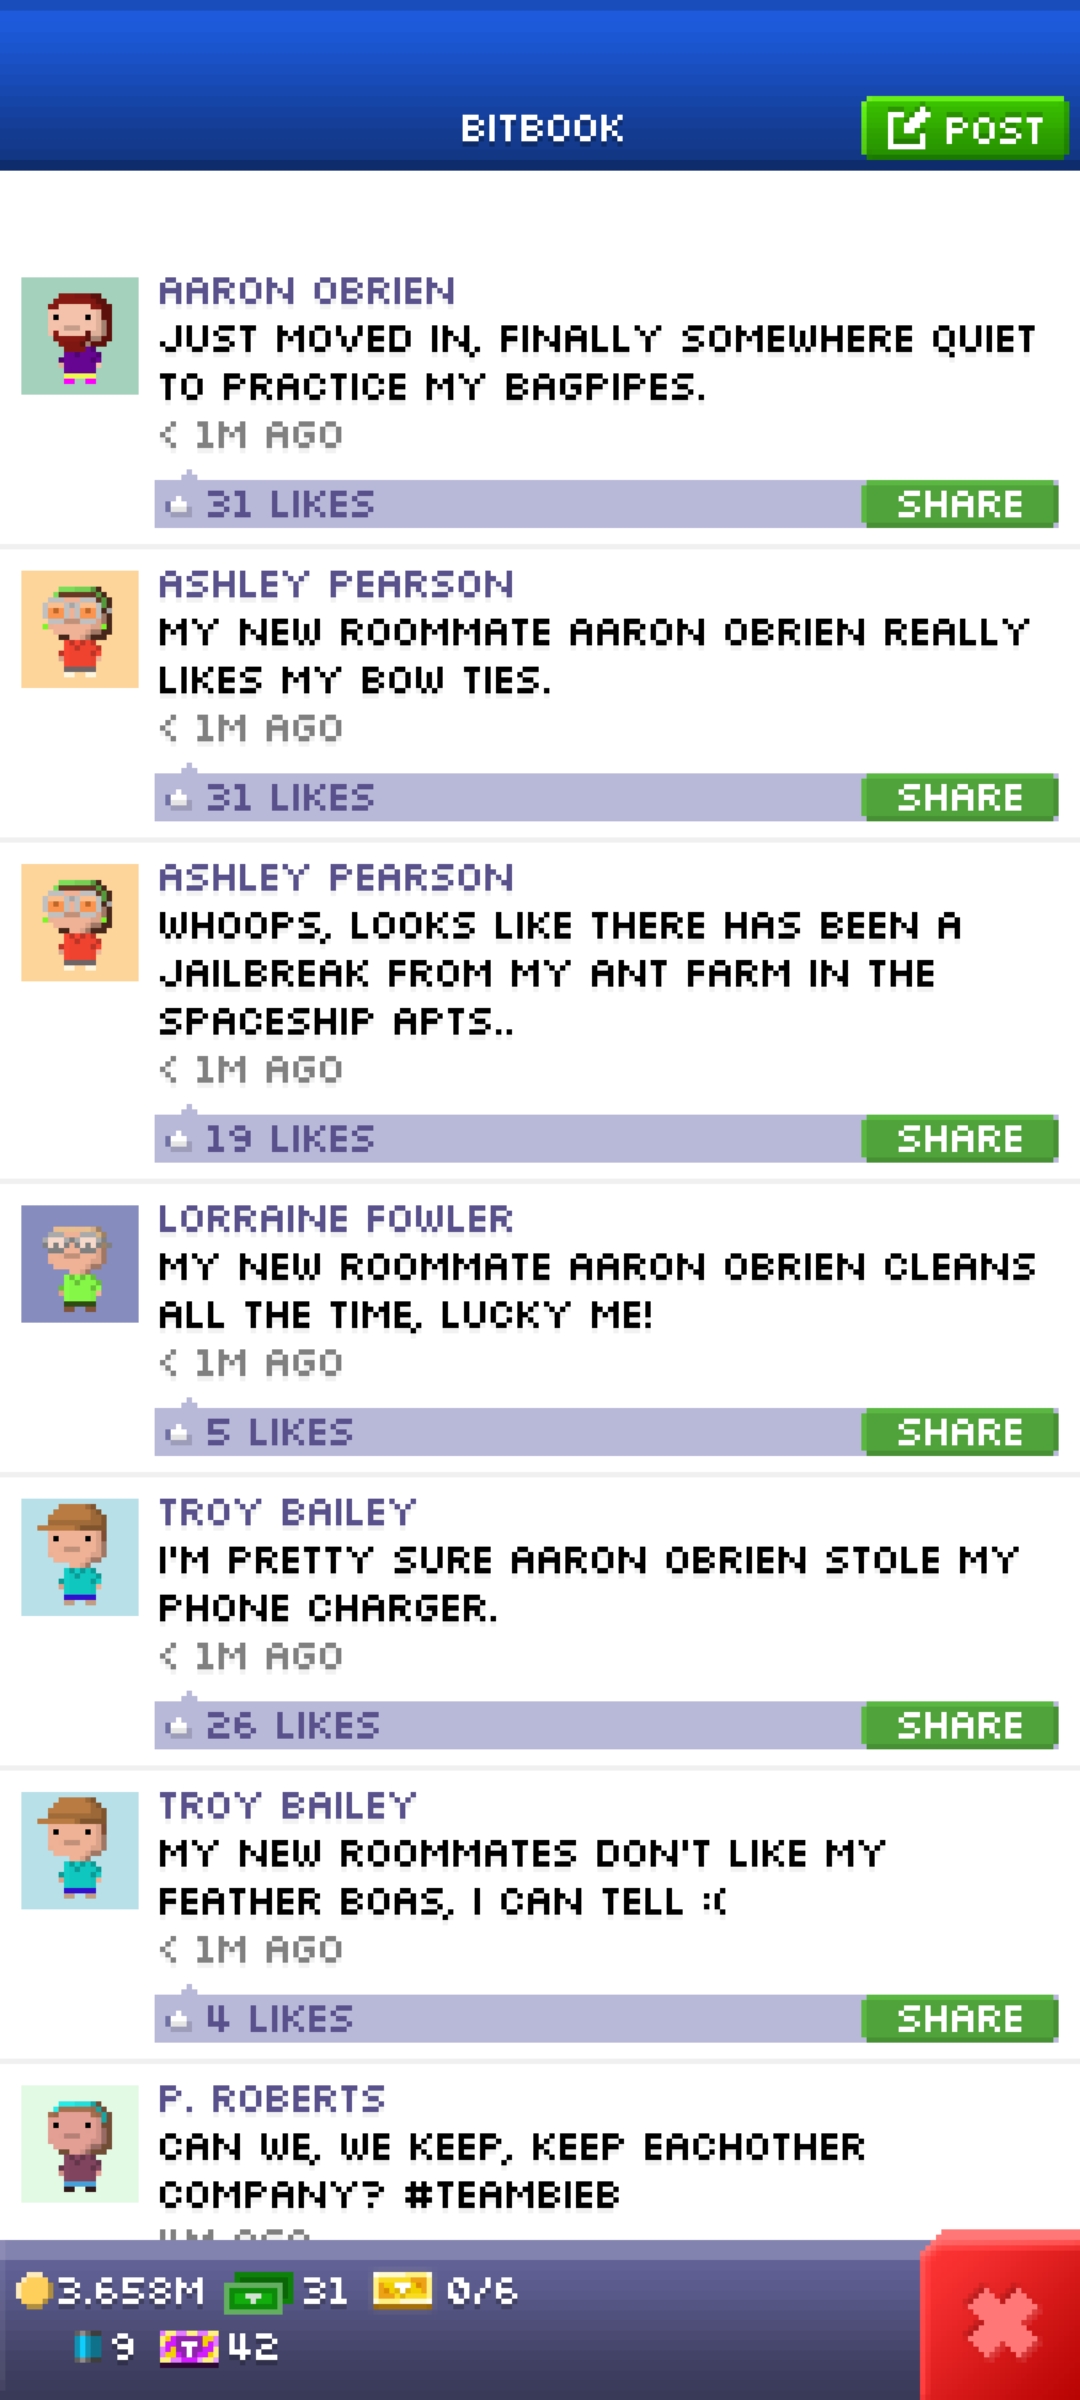 BITBOOK
POST
AARON OBRIEN
JUST MOVED IN, FINALLY SOMEWHERE QUIET
TO PRACTICE MY BAGPIPES.
< 1M AGO
31 LIKES
SHARE
ASHLEY PEARSON
MY NEW ROOMMATE AARON OBRIEN REALLY
LIKES MY BOW TIES.
< 1M AGO
31 LIKES
SHARE
ASHLEY PEARSON
WHOOPS, LOOKS LIKE THERE HAS BEEN A
JAILBREAK FROM MY ANT FARM IN THE
SPACESHIP APTS..
< 1M AGO
19 LIKES
SHARE
LORRAINE FOWLER
MY NEW ROOMMATE AARON OBRIEN CLEANS
ALL THE TIME, LUCKY ME!
< 1M AGO
5 LIKES
SHARE
TROY BAILEY
I'M PRETTY SURE AARON OBRIEN STOLE MY
PHONE CHARGER.
< 1M AGO
26 LIKES
SHARE
TROY BAILEY
MY NEW ROOMMATES DON'T LIKE MY
FEATHER BOAS, I CAN TELL :(
< 1M AGO
4 LIKES
SHARE
P. ROBERTS
CAN WE, WE KEEP, KEEP EACHOTHER
COMPANY? #TEAMBIEB
AGO
3.658M 31 0/6
9 T 42